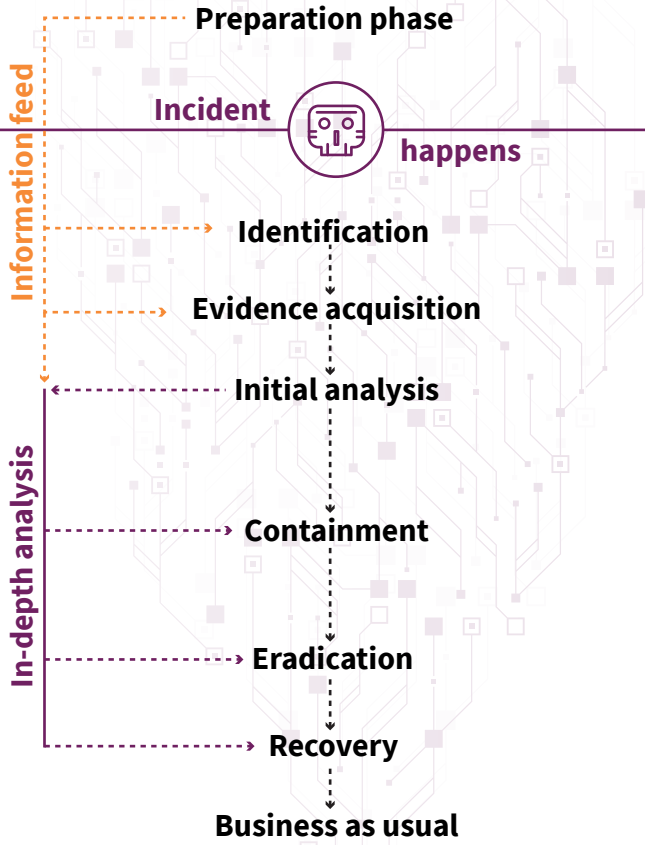 Preparation phase
Information feed
Incident
happens
Identification
Evidence acquisition
Initial analysis
In-depth analysis
Containment
Eradication
Recovery
Business as usual